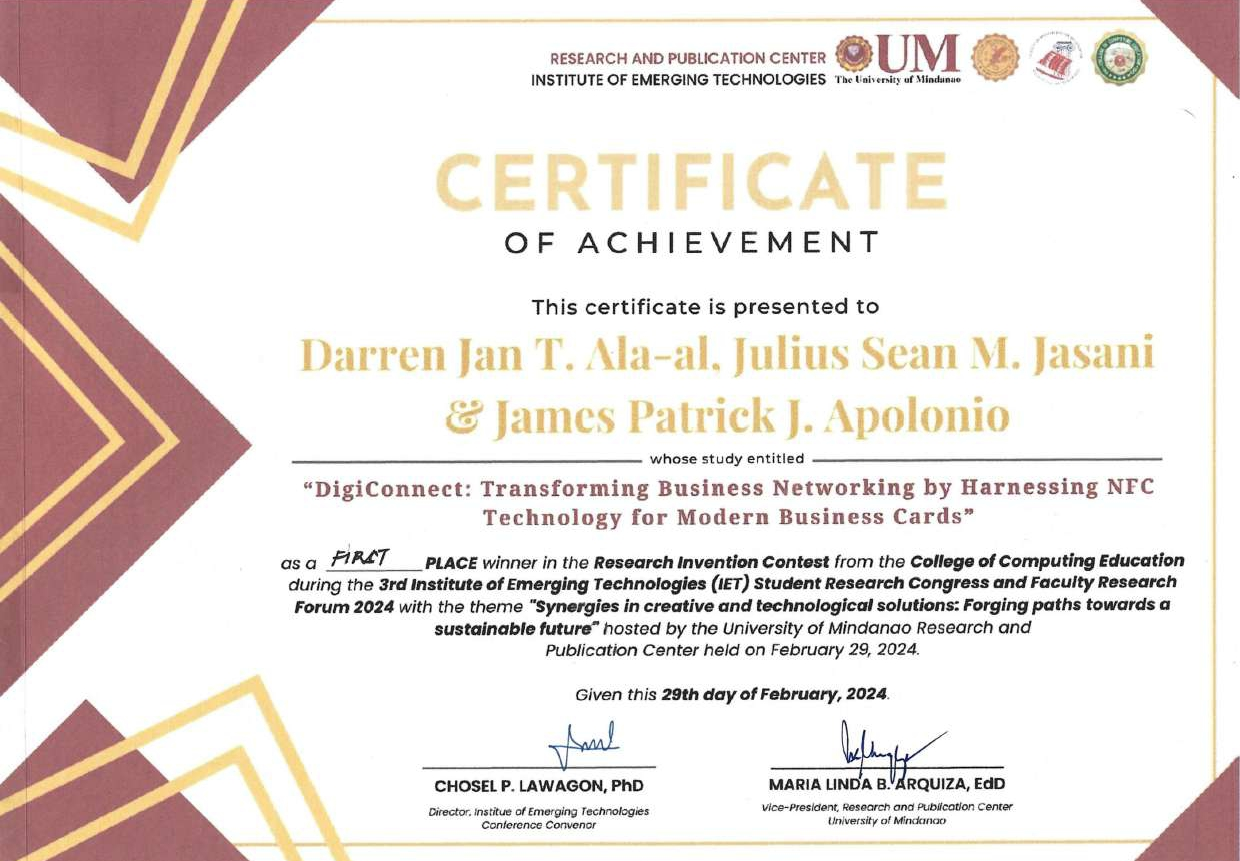 RESEARCH AND PUBLICATION CENTER
INSTITUTE OF EMERGING TECHNOLOGIES
UM
The University of Mindanao
CERTIFICATE
OF ACHIEVEMENT
This certificate is presented to
Darren Jan T. Ala-al, Julius Sean M. Jasani
& James Patrick J. Apolonio
whose study entitled
“DigiConnect: Transforming Business Networking by Harnessing NFC
Technology for Modern Business Cards”
as a FIRST PLACE winner in the Research Invention Contest from the College of Computing Education
during the 3rd Institute of Emerging Technologies (IET) Student Research Congress and Faculty Research
Forum 2024 with the theme "Synergies in creative and technological solutions: Forging paths towards a
sustainable future" hosted by the University of Mindanao Research and
Publication Center held on February 29, 2024.
Given this 29th day of February, 2024.
CHOSEL P. LAWAGON, PhD
Director, Institue of Emerging Technologies
Conference Convenor
MARIA LINDA B. ARQUIZA, EdD
Vice-President, Research and Publication Center
University of Mindanao